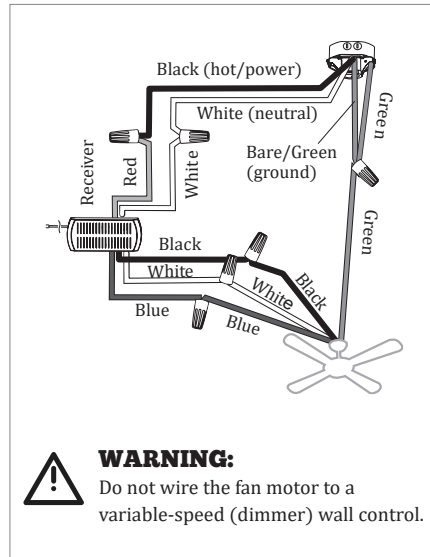 Black (hot/power)
White (neutral)
Green
Bare/Green
(ground)
Receiver
Red
White
Green
Black
White
Black
White
Blue
Blue
WARNING:
Do not wire the fan motor to a
variable-speed (dimmer) wall control.